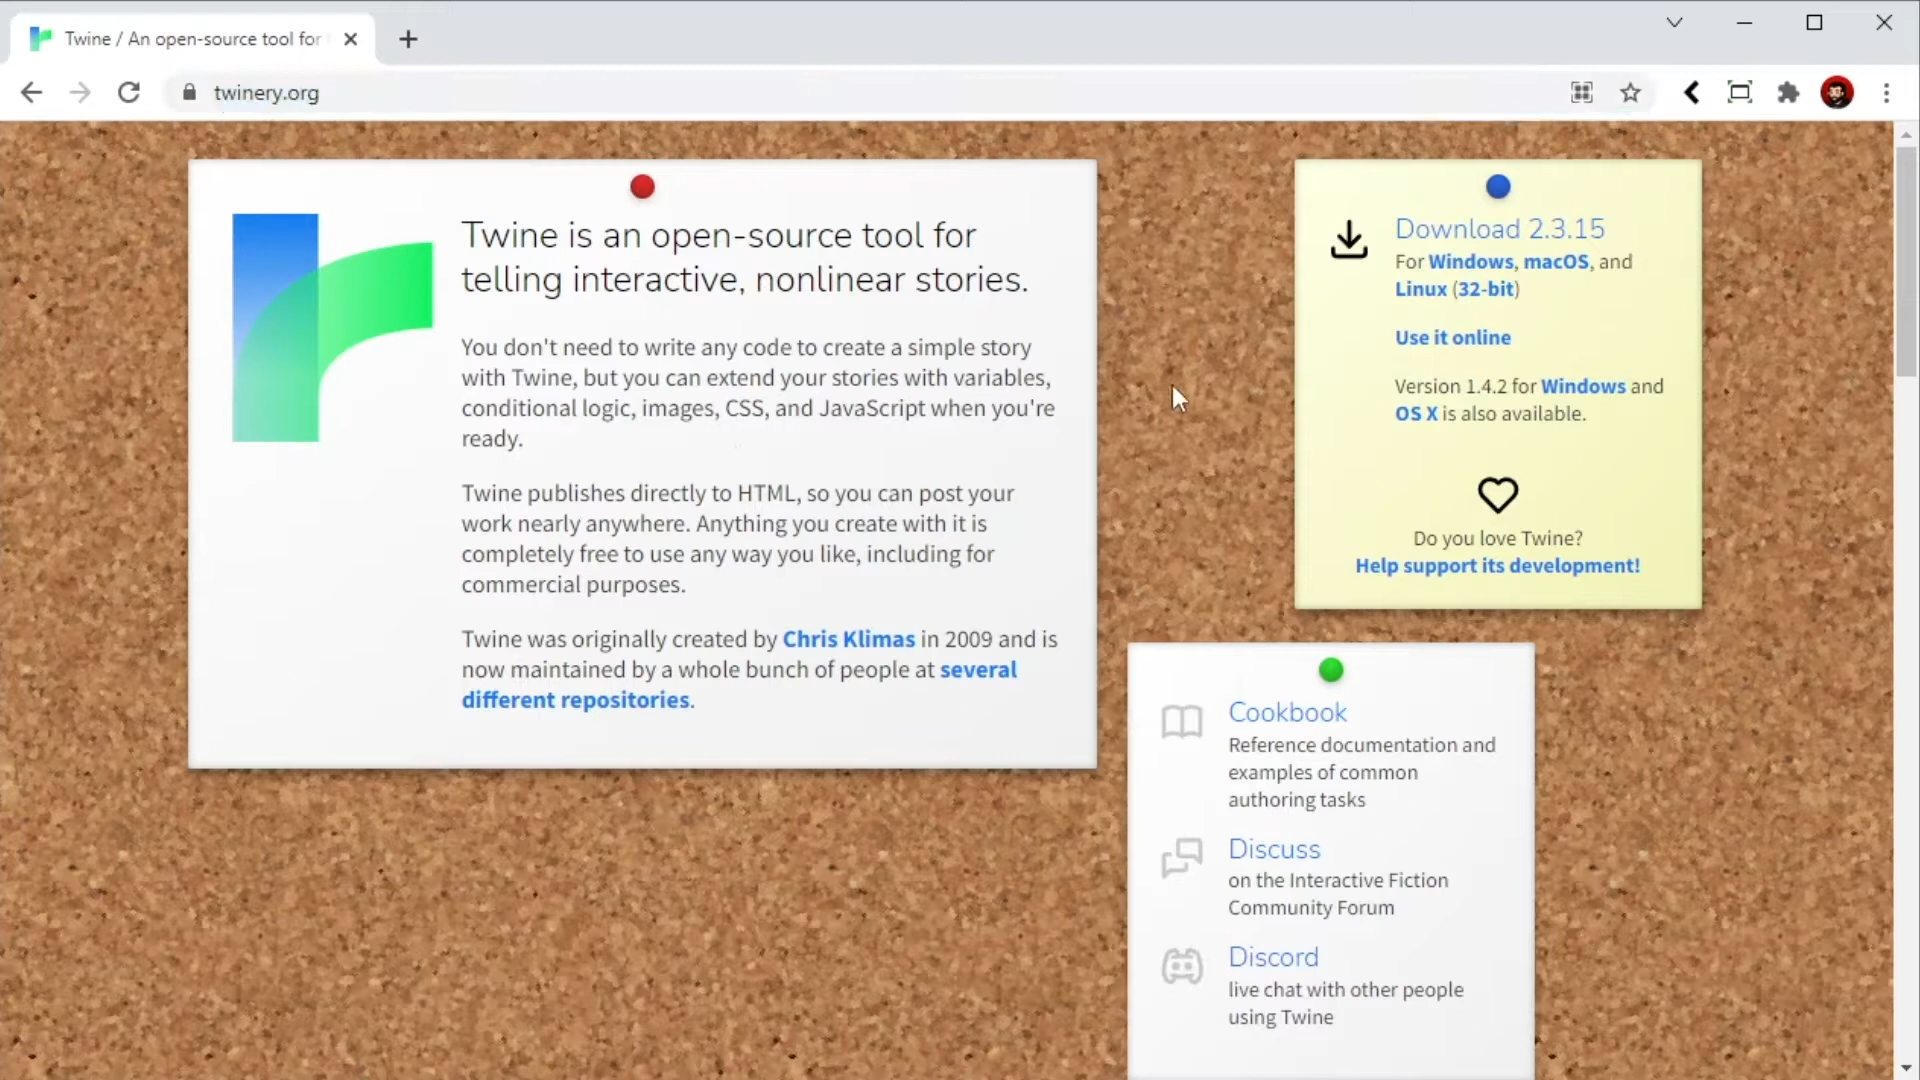 Twine / An open-source tool for
twinery.org
Twine is an open-source tool for
telling interactive, nonlinear stories.
You don't need to write any code to create a simple story
with Twine, but you can extend your stories with variables,
conditional logic, images, CSS, and JavaScript when you're
ready.
Twine publishes directly to HTML, so you can post your
work nearly anywhere. Anything you create with it is
completely free to use any way you like, including for
commercial purposes.
Twine was originally created by Chris Klimas in 2009 and is
now maintained by a whole bunch of people at several
different repositories.
Download 2.3.15
For Windows, macOS, and
Linux (32-bit)
Use it online
Version 1.4.2 for Windows and
OS X is also available.
Do you love Twine?
Help support its development!
Cookbook
Reference documentation and
examples of common
authoring tasks
Discuss
on the Interactive Fiction
Community Forum
Discord
live chat with other people
using Twine